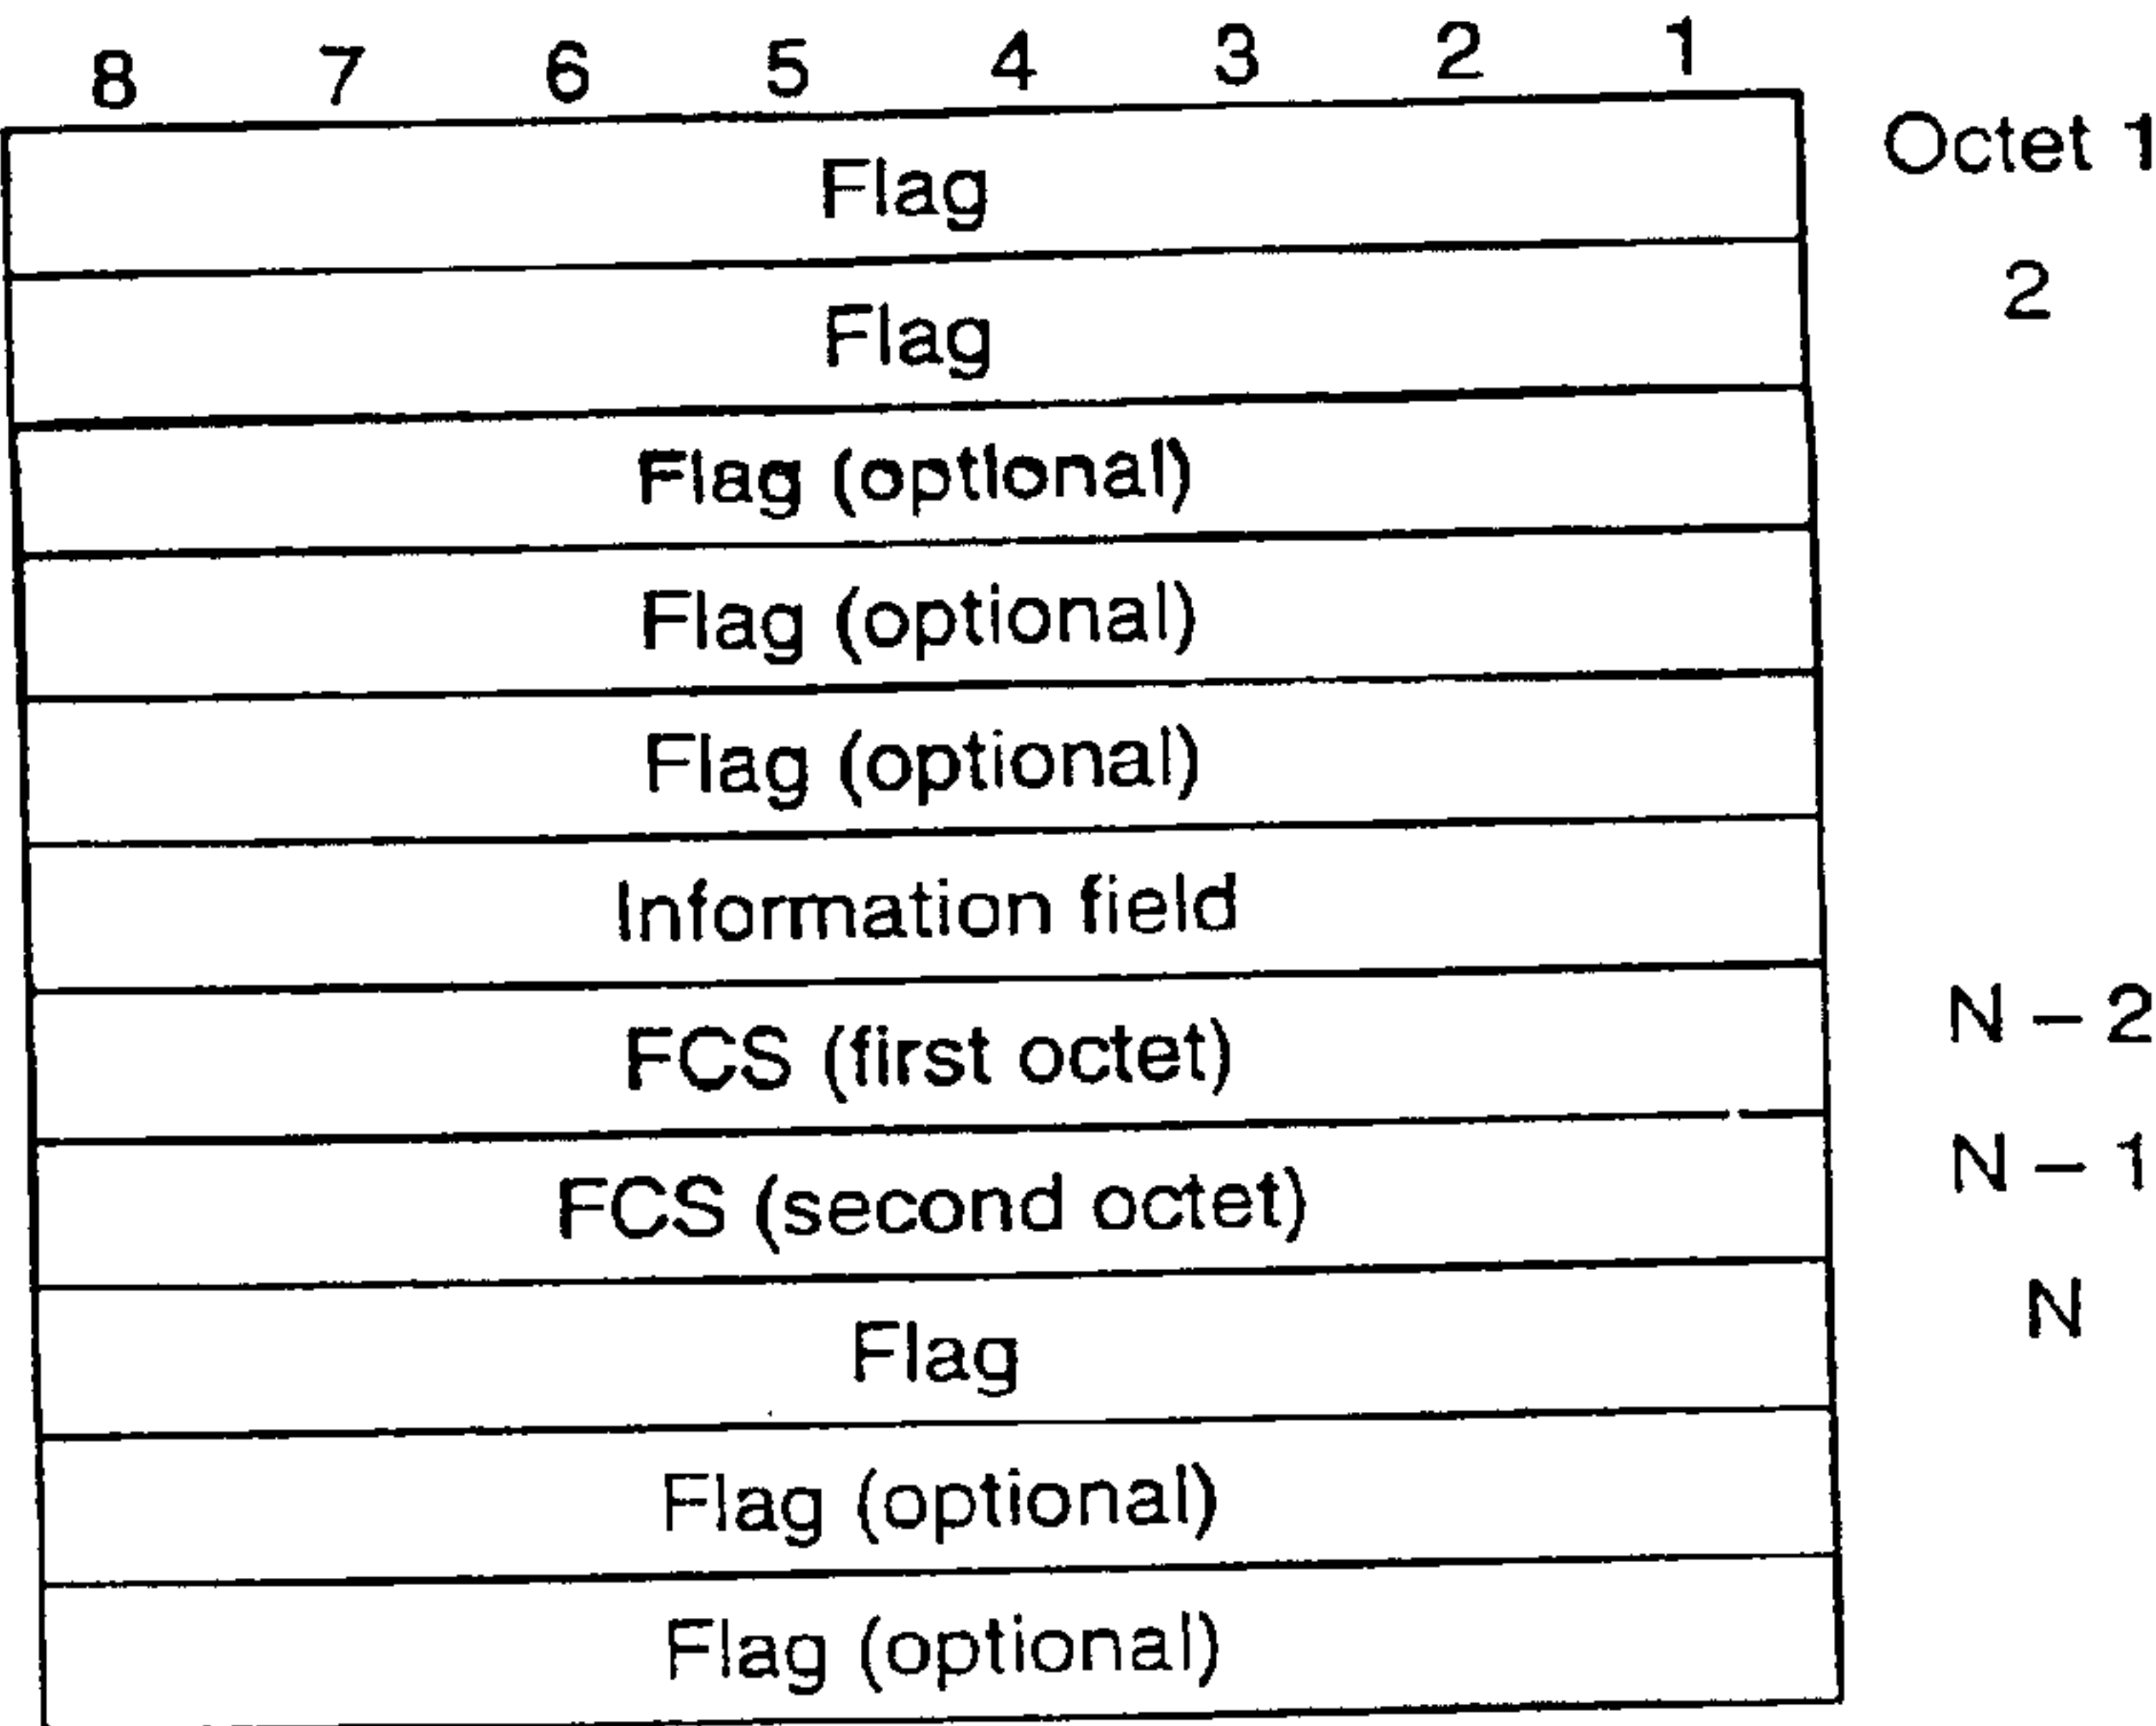 8 7 6 5 4 3 2 1
Flag Octet 1
Flag 2
Flag (optional)
Flag (optional)
Flag (optional)
Information field
FCS (first octet) N – 2
FCS (second octet) N – 1
Flag N
Flag (optional)
Flag (optional)